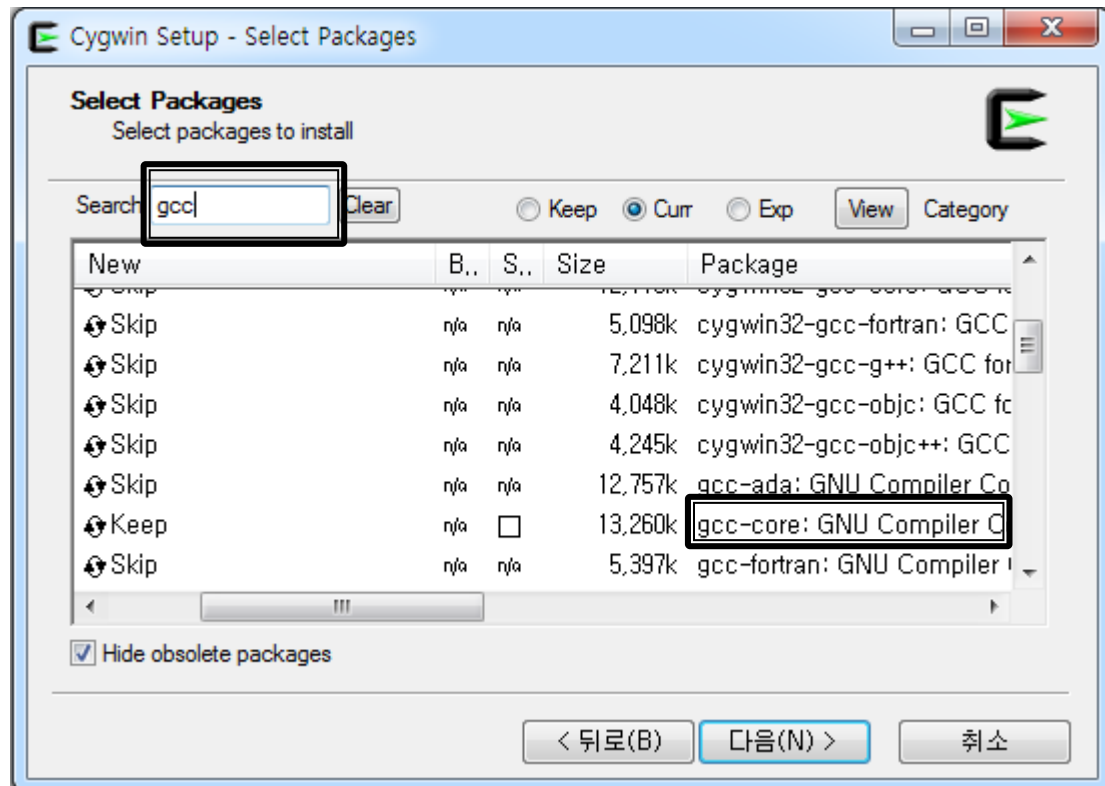 Cygwin Setup - Select Packages
Select Packages
Select packages to install
Search gcc Clear Keep Curr Exp View Category
New B,, S,, Size Package
Skip
Skip n/a n/a 5,098k cygwin32-gcc-fortran: GCC
Skip n/a n/a 7,211k cygwin32-gcc-g++: GCC for
Skip n/a n/a 4,048k cygwin32-gcc-objc: GCC fo
Skip n/a n/a 4,245k cygwin32-gcc-objc++: GCC
Skip n/a n/a 12,757k gcc-ada: GNU Compiler Co
Keep n/a 13,260k gcc-core: GNU Compiler C
Skip n/a n/a 5,397k gcc-fortran: GNU Compiler
Hide obsolete packages
< 뒤로(B) 다음(N) > 취소